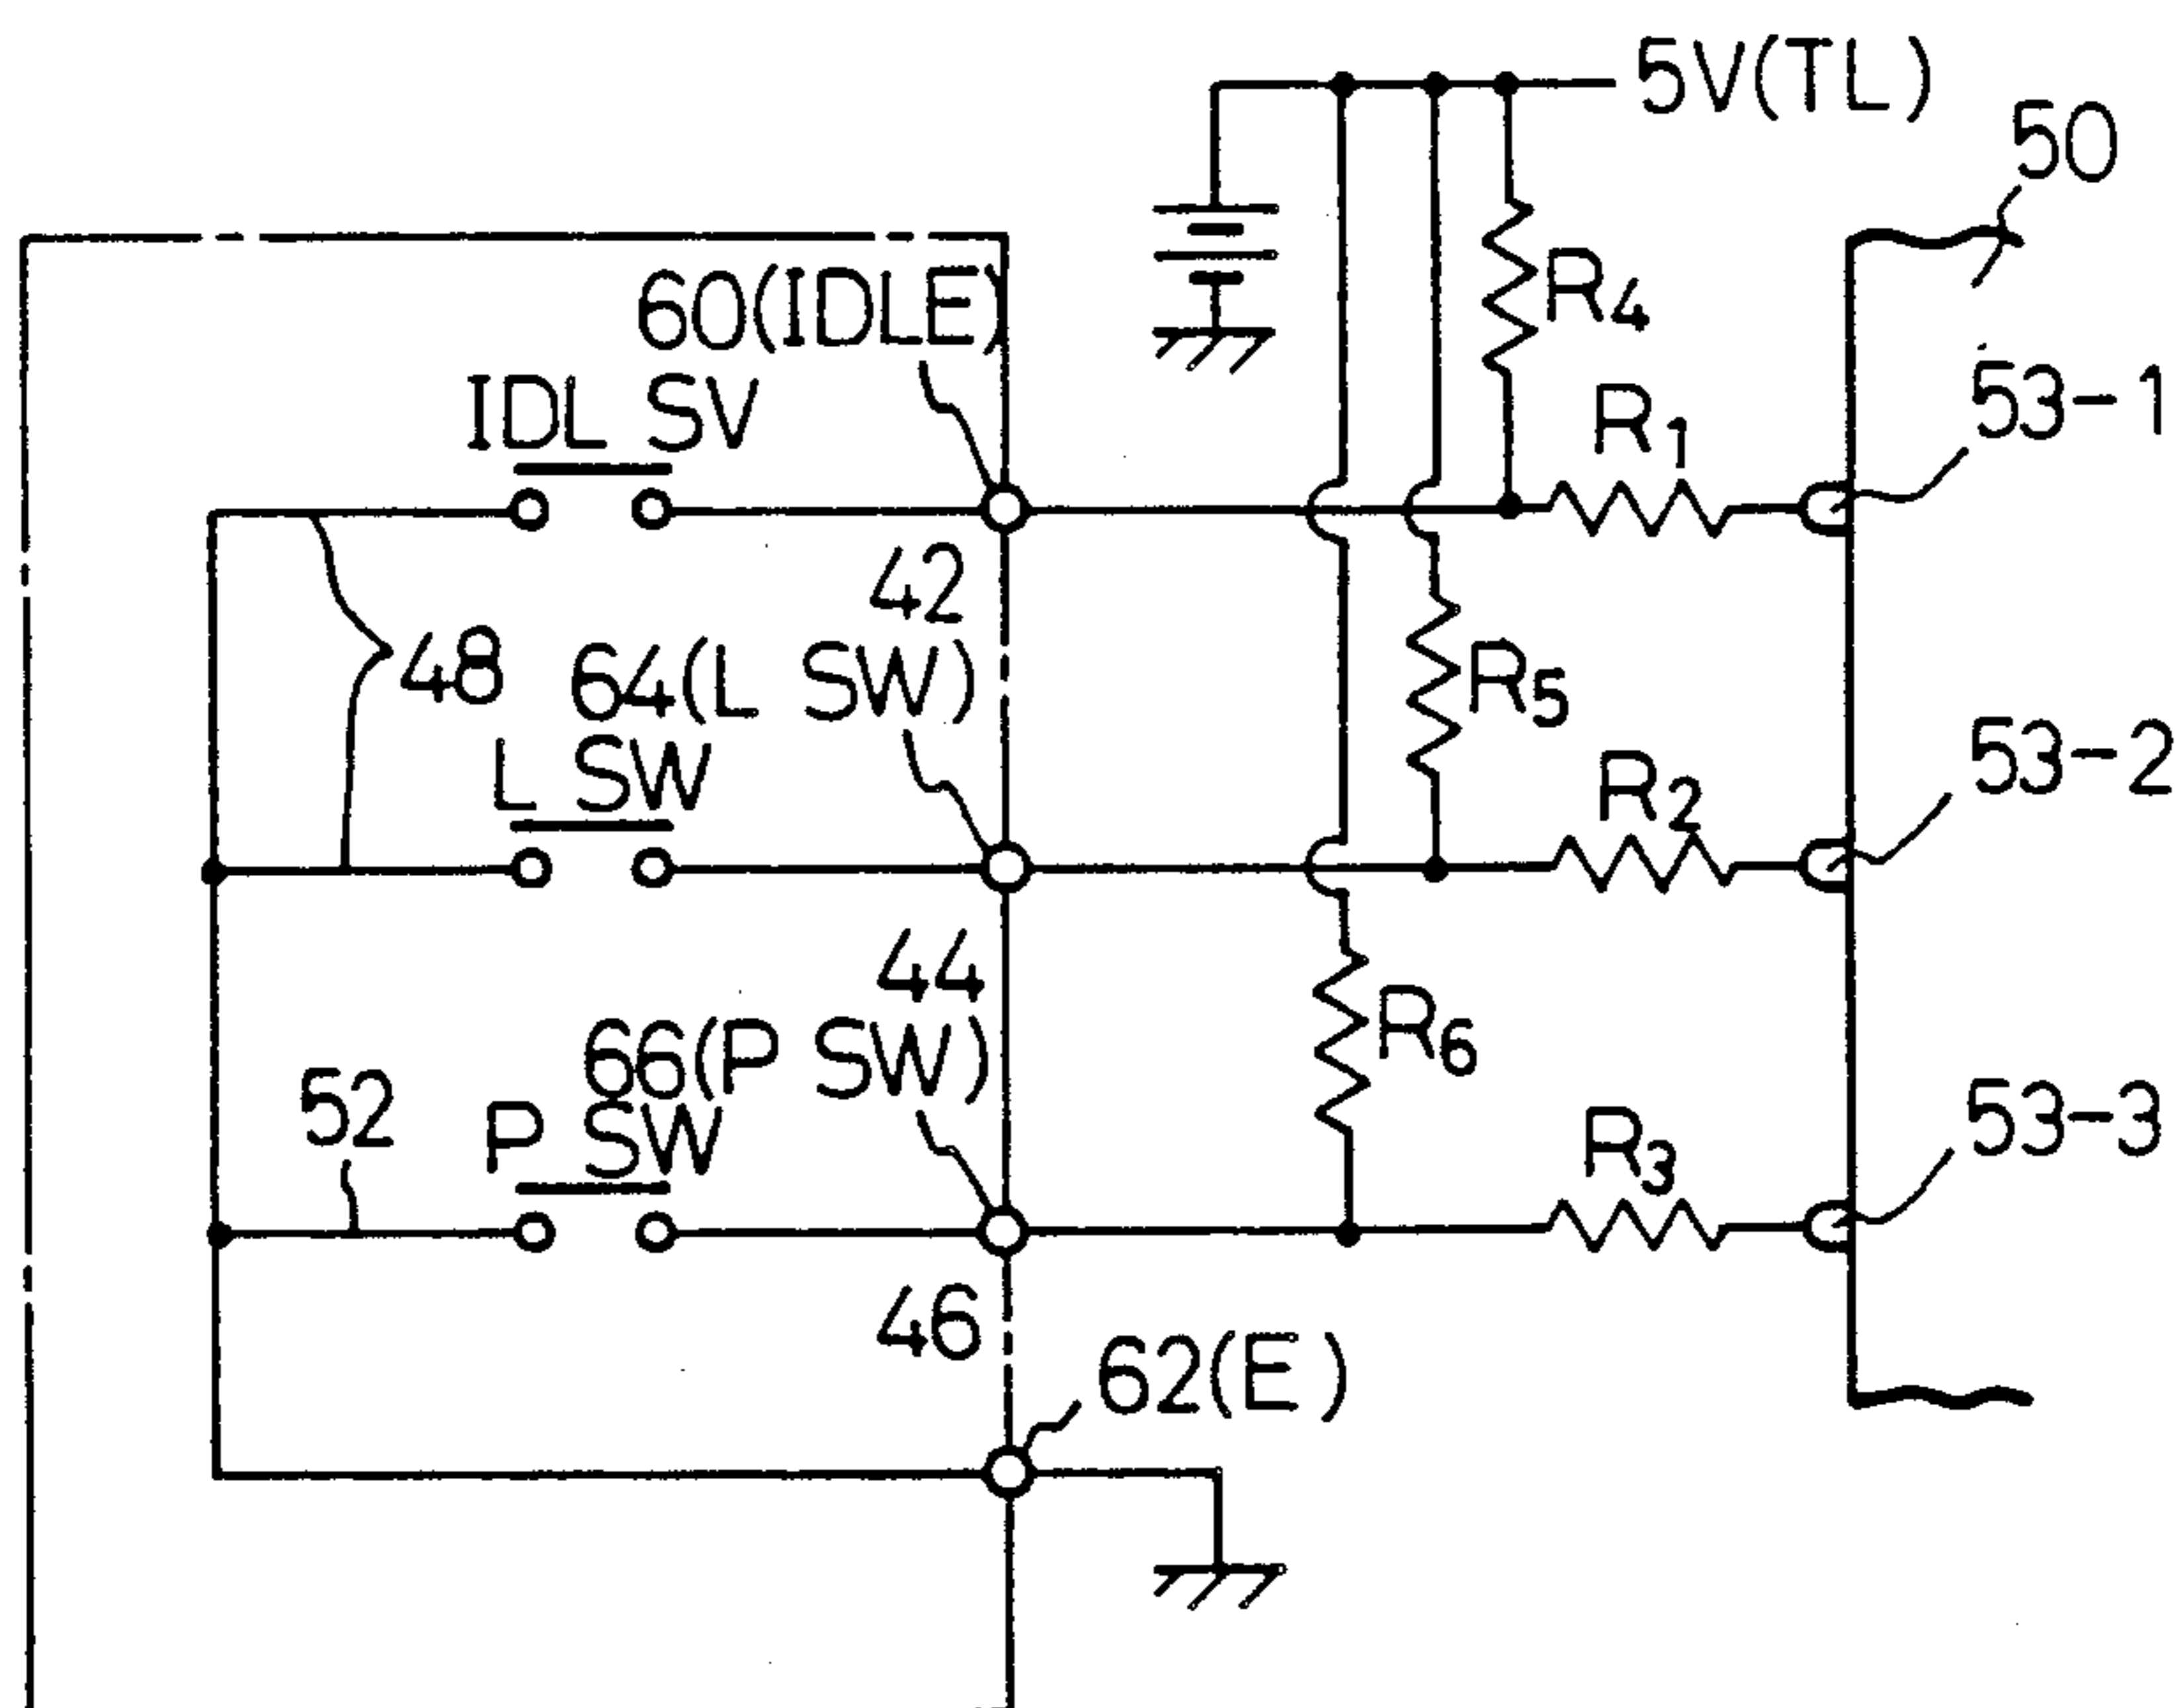 5V(TL)
50
60(IDLE)
IDL SV
R4
R1
53-1
42
48
64(L SW)
L SW
R5
R2
53-2
44
66(P SW)
52
P SW
R6
R3
53-3
46
62(E)